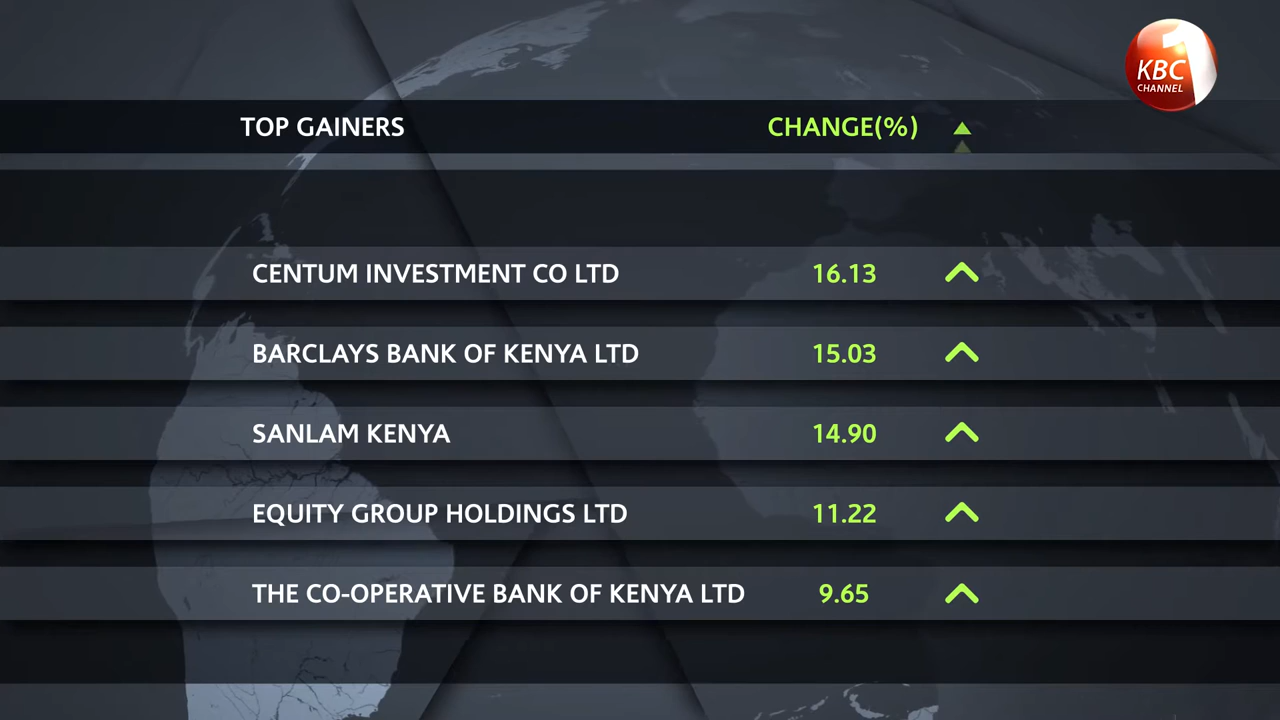 KBC 1
CHANNEL
TOP GAINERS CHANGE(%)
CENTUM INVESTMENT CO LTD 16.13
BARCLAYS BANK OF KENYA LTD 15.03
SANLAM KENYA 14.90
EQUITY GROUP HOLDINGS LTD 11.22
THE CO-OPERATIVE BANK OF KENYA LTD 9.65